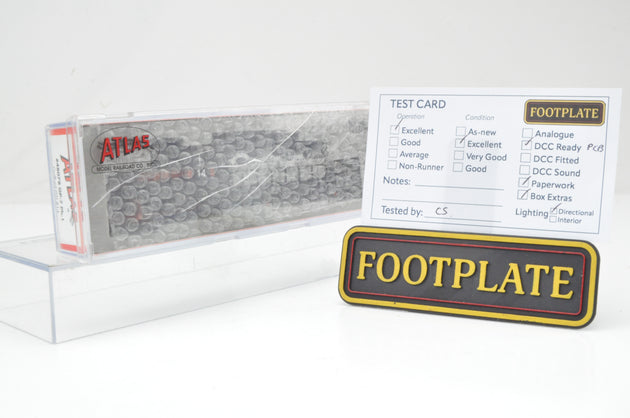 ATLAS
MODEL RAILROAD CO.
ATLAS
14
TEST CARD
FOOTPLATE
Operation
Condition
Excellent
Good
Average
Non-Runner
As-new
Excellent
Very Good
Good
Analogue
DCC Ready PCB
DCC Fitted
DCC Sound
Paperwork
Box Extras
Notes:
Tested by: CS
Lighting
Directional
Interior
FOOTPLATE